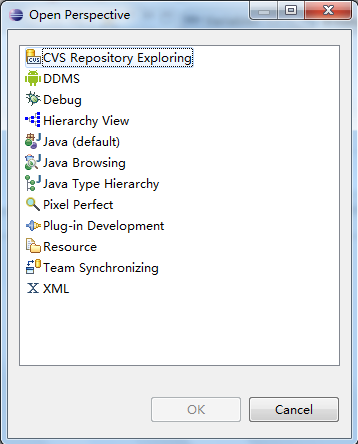 Open Perspective
CVS Repository Exploring
DDMS
Debug
Hierarchy View
Java (default)
Java Browsing
Java Type Hierarchy
Pixel Perfect
Plug-in Development
Resource
Team Synchronizing
XML
OK
Cancel